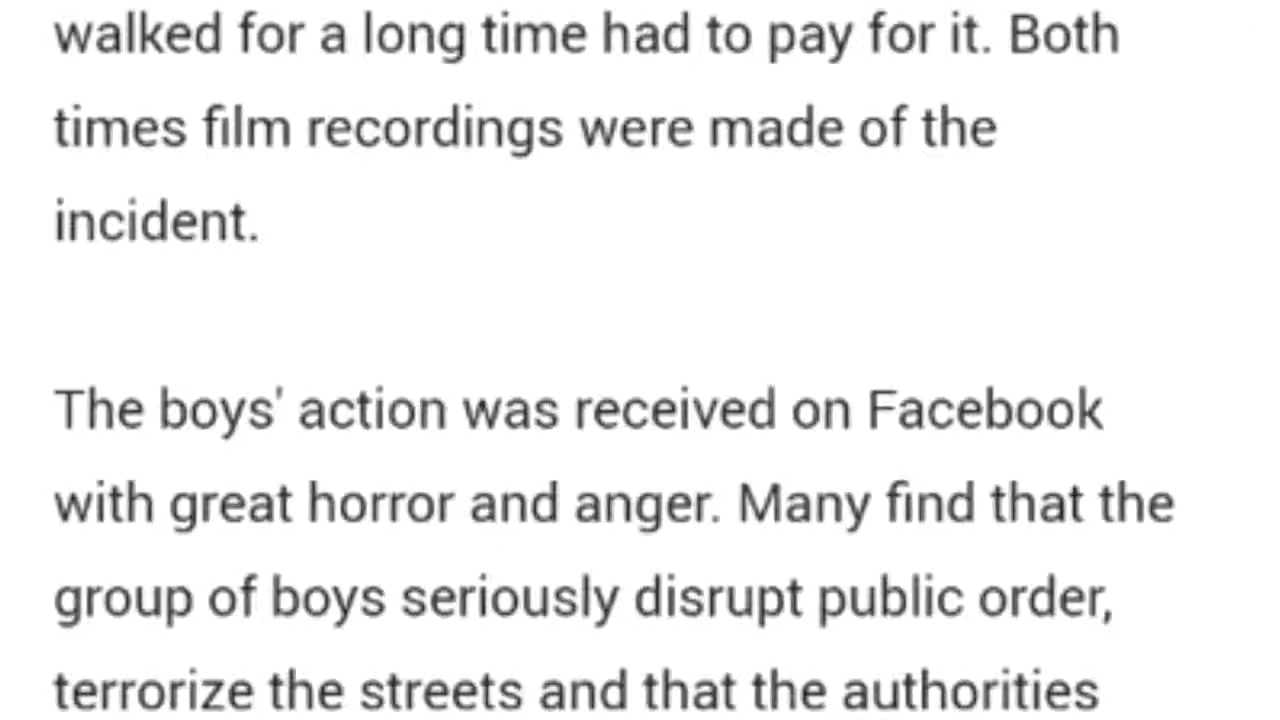 walked for a long time had to pay for it. Both
times film recordings were made of the
incident.
The boys' action was received on Facebook
with great horror and anger. Many find that the
group of boys seriously disrupt public order,
terrorize the streets and that the authorities